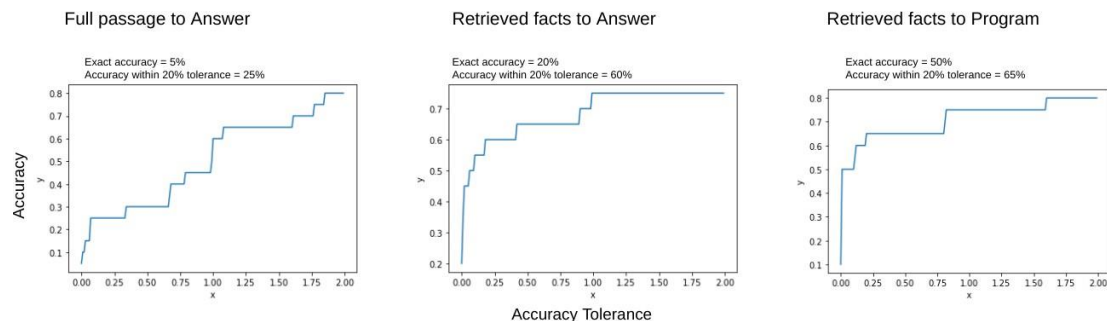 Full passage to Answer
Exact accuracy = 5%
Accuracy within 20% tolerance = 25%
0.8
0.7
0.6
0.5
0.4
0.3
0.2
0.1
y
0.00 0.25 0.50 0.75 1.00 1.25 1.50 1.75 2.00
x
Accuracy
Retrieved facts to Answer
Exact accuracy = 20%
Accuracy within 20% tolerance = 60%
0.7
0.6
0.5
0.4
0.3
0.2
y
0.00 0.25 0.50 0.75 1.00 1.25 1.50 1.75 2.00
x
Accuracy Tolerance
Retrieved facts to Program
Exact accuracy = 50%
Accuracy within 20% tolerance = 65%
0.8
0.7
0.6
0.5
0.4
0.3
0.2
0.1
y
0.00 0.25 0.50 0.75 1.00 1.25 1.50 1.75 2.00
x